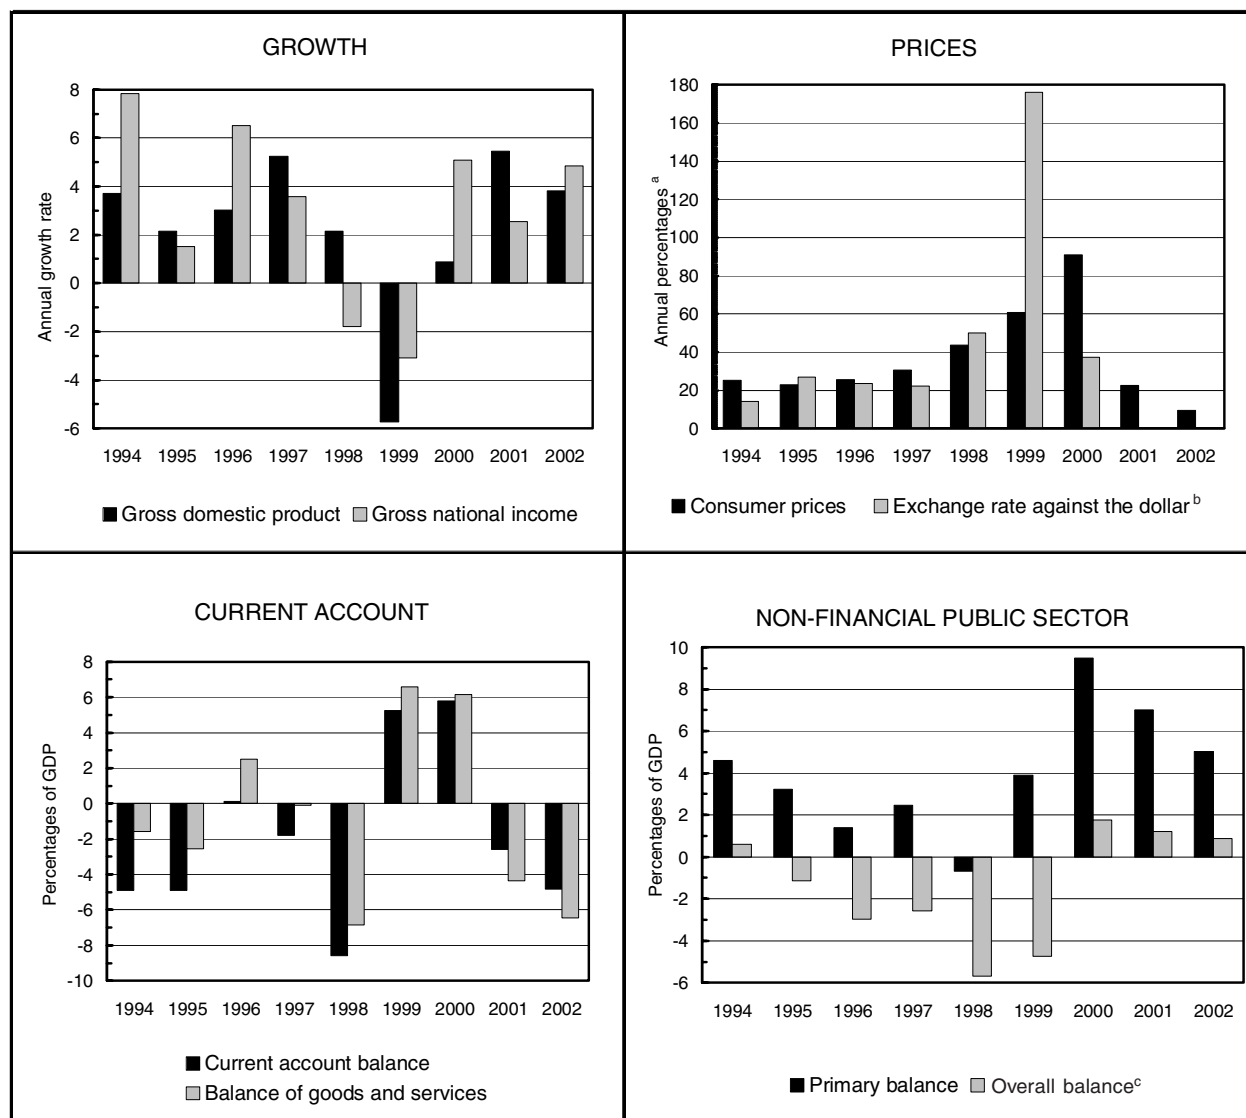 GROWTH
Annual growth rate
8
6
4
2
0
-2
-4
-6
1994 1995 1996 1997 1998 1999 2000 2001 2002
Gross domestic product Gross national income
PRICES
Annual percentages a
180
160
140
120
100
80
60
40
20
0
1994 1995 1996 1997 1998 1999 2000 2001 2002
Consumer prices Exchange rate against the dollar b
CURRENT ACCOUNT
Percentages of GDP
8
6
4
2
0
-2
-4
-6
-8
-10
1994 1995 1996 1997 1998 1999 2000 2001 2002
Current account balance
Balance of goods and services
NON-FINANCIAL PUBLIC SECTOR
Percentages of GDP
10
8
6
4
2
0
-2
-4
-6
1994 1995 1996 1997 1998 1999 2000 2001 2002
Primary balance Overall balance c